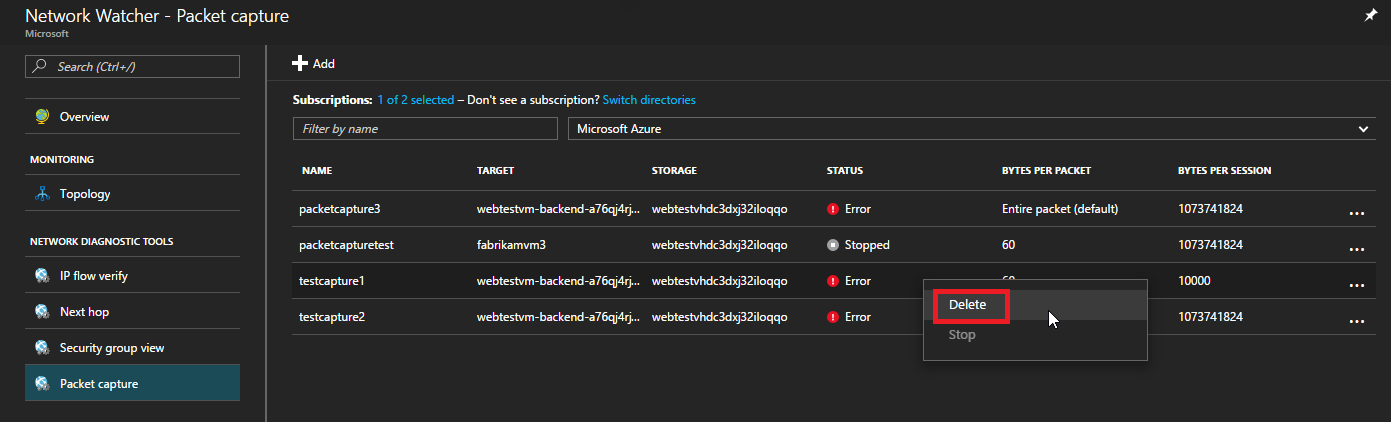 Network Watcher - Packet capture
Microsoft
Search (Ctrl+/)
Overview
MONITORING
Topology
NETWORK DIAGNOSTIC TOOLS
IP flow verify
Next hop
Security group view
Packet capture
Add
Subscriptions: 1 of 2 selected – Don't see a subscription? Switch directories
Filter by name Microsoft Azure
NAME TARGET STORAGE STATUS BYTES PER PACKET BYTES PER SESSION
packetcapture3 webtestvm-backend-a76qj4rj... webtestvhdc3dxj32iloqqo Error Entire packet (default) 1073741824 ...
packetcapturetest fabrikamvm3 webtestvhdc3dxj32iloqqo Stopped 60 1073741824 ...
testcapture1 webtestvm-backend-a76qj4rj... webtestvhdc3dxj32iloqqo Error 10000 ...
testcapture2 webtestvm-backend-a76qj4rj... webtestvhdc3dxj32iloqqo Error 1073741824 ...
Delete
Stop